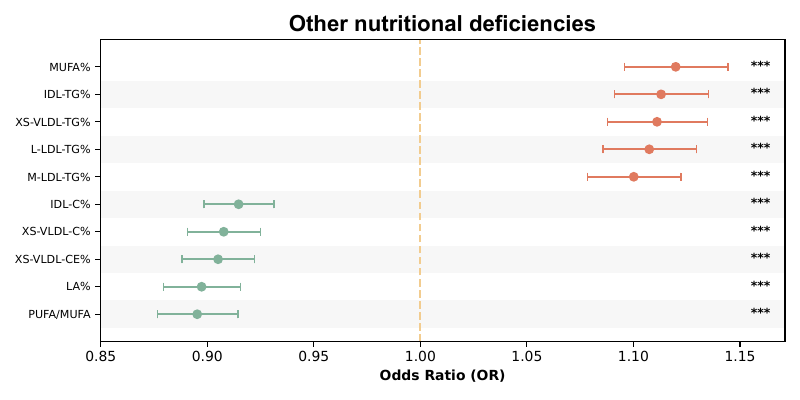 Other nutritional deficiencies
MUFA% ***
IDL-TG% ***
XS-VLDL-TG% ***
L-LDL-TG% ***
M-LDL-TG% ***
IDL-C% ***
XS-VLDL-C% ***
XS-VLDL-CE% ***
LA% ***
PUFA/MUFA ***
0.85 0.90 0.95 1.00 1.05 1.10 1.15
Odds Ratio (OR)